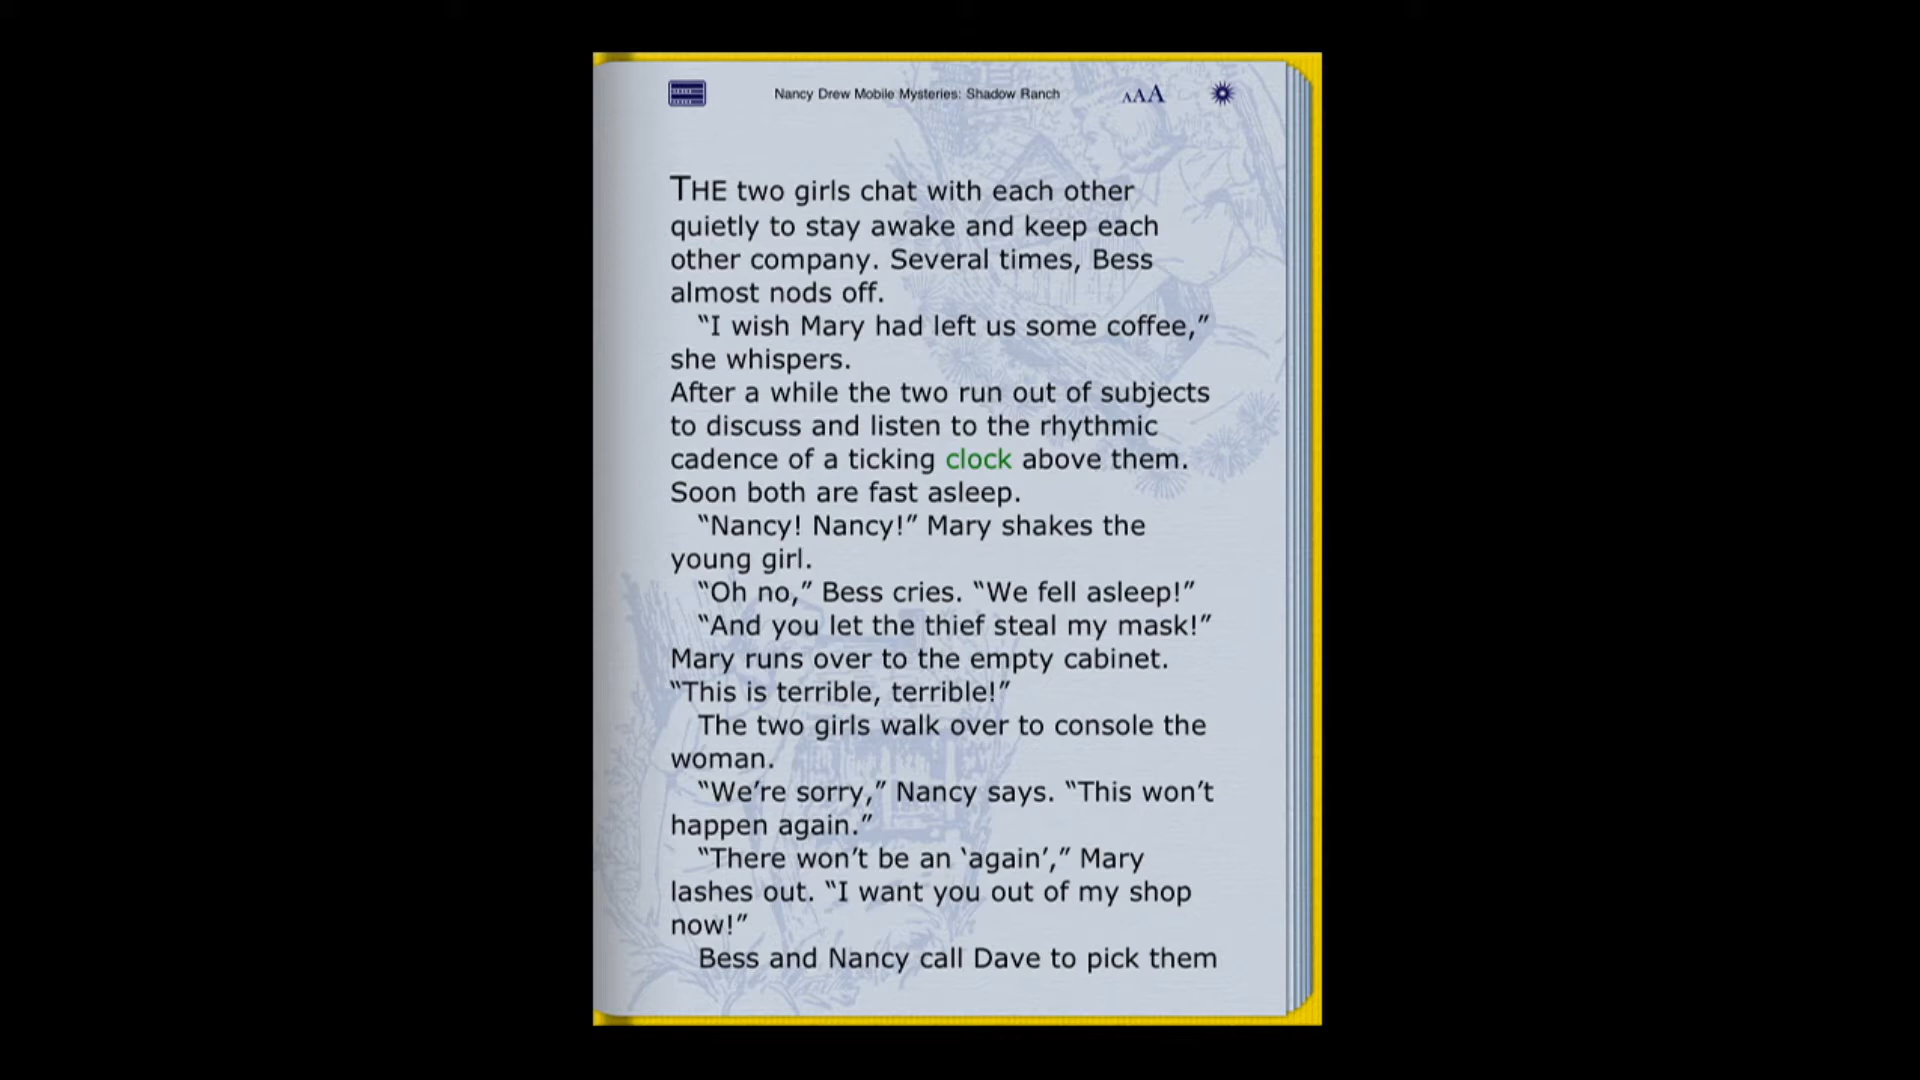 Nancy Drew Mobile Mysteries: Shadow Ranch
AAA
THE two girls chat with each other
quietly to stay awake and keep each
other company. Several times, Bess
almost nods off.
“I wish Mary had left us some coffee,”
she whispers.
After a while the two run out of subjects
to discuss and listen to the rhythmic
cadence of a ticking clock above them.
Soon both are fast asleep.
“Nancy! Nancy!” Mary shakes the
young girl.
“Oh no,” Bess cries. “We fell asleep!”
“And you let the thief steal my mask!”
Mary runs over to the empty cabinet.
“This is terrible, terrible!”
The two girls walk over to console the
woman.
“We’re sorry,” Nancy says. “This won’t
happen again.”
“There won’t be an ‘again’,” Mary
lashes out. “I want you out of my shop
now!”
Bess and Nancy call Dave to pick them